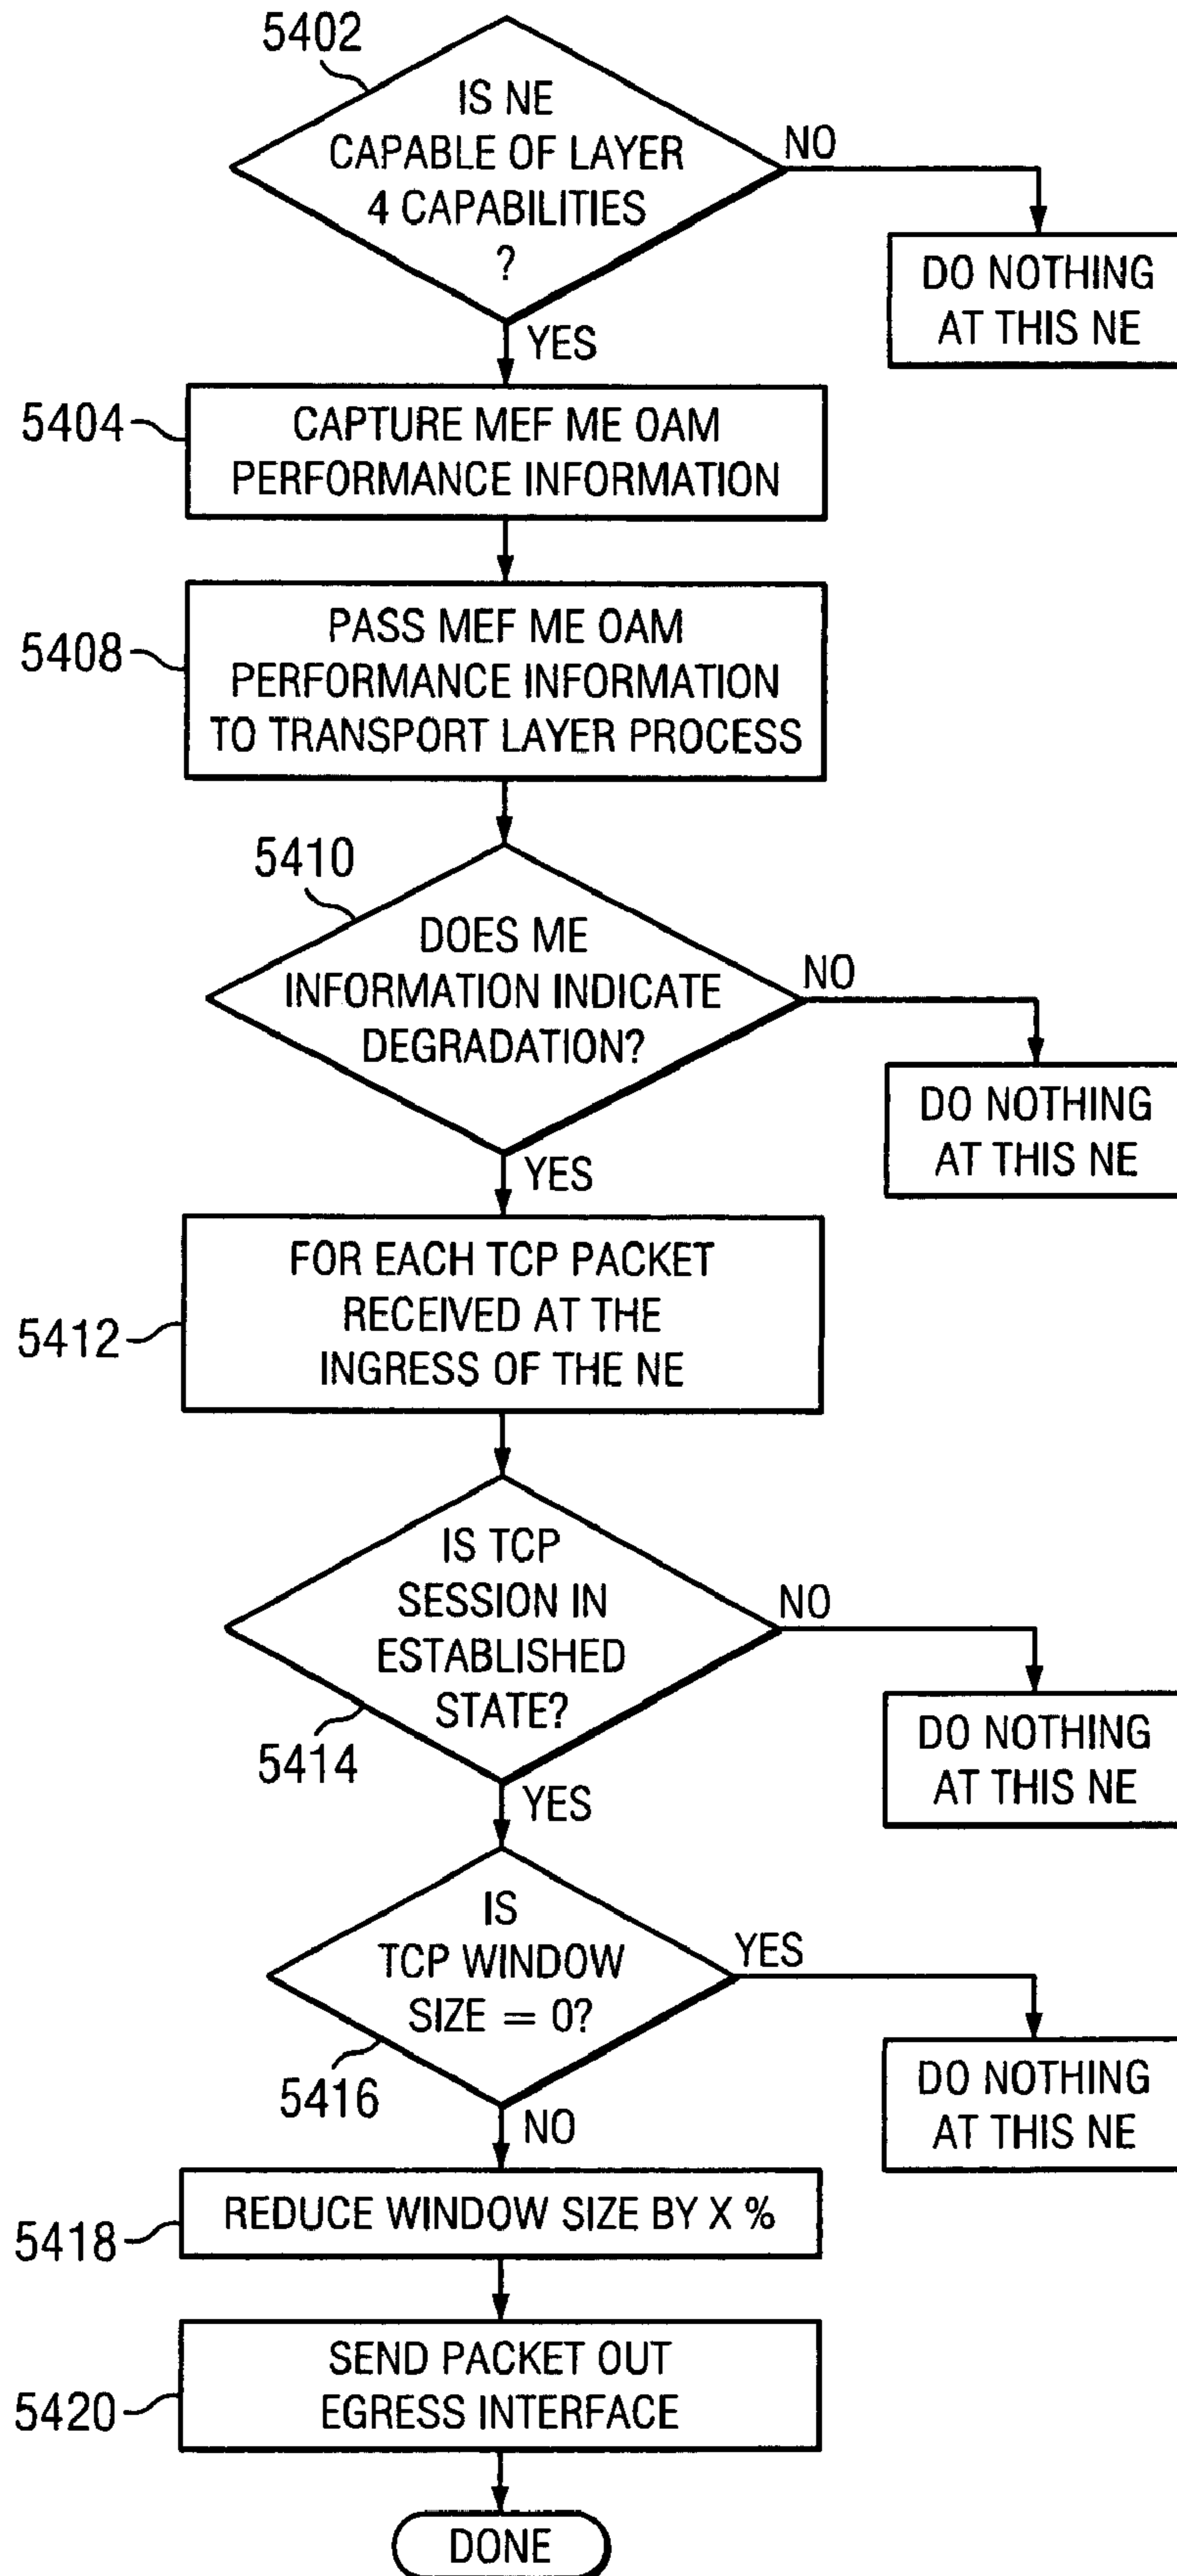 5402
IS NE
CAPABLE OF LAYER
4 CAPABILITIES
?
NO
DO NOTHING
AT THIS NE
YES
5404
CAPTURE MEF ME OAM
PERFORMANCE INFORMATION
5408
PASS MEF ME OAM
PERFORMANCE INFORMATION
TO TRANSPORT LAYER PROCESS
5410
DOES ME
INFORMATION INDICATE
DEGRADATION?
NO
DO NOTHING
AT THIS NE
YES
5412
FOR EACH TCP PACKET
RECEIVED AT THE
INGRESS OF THE NE
IS TCP
SESSION IN
ESTABLISHED
STATE?
5414
NO
DO NOTHING
AT THIS NE
YES
IS
TCP WINDOW
SIZE = 0?
5416
YES
DO NOTHING
AT THIS NE
NO
5418
REDUCE WINDOW SIZE BY X %
5420
SEND PACKET OUT
EGRESS INTERFACE
DONE